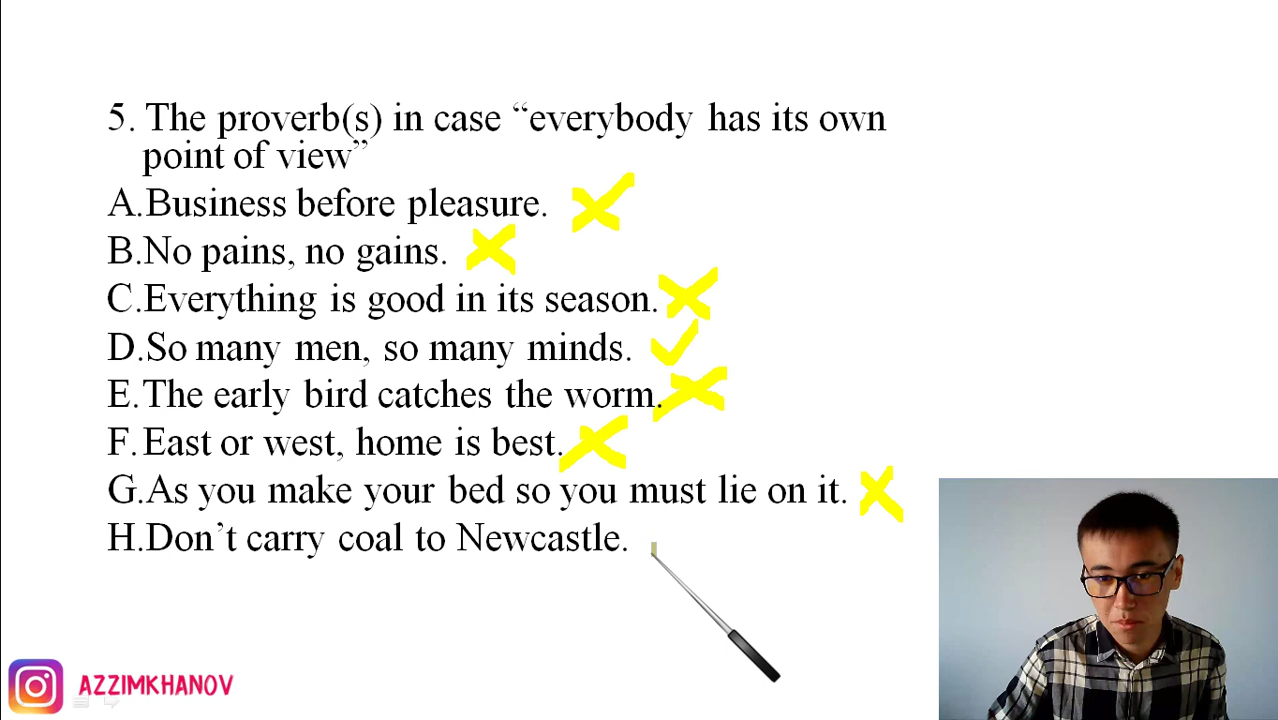 5. The proverb(s) in case “everybody has its own
point of view”
A.Business before pleasure.
B.No pains, no gains.
C.Everything is good in its season.
D.So many men, so many minds.
E.The early bird catches the worm.
F.East or west, home is best.
G.As you make your bed so you must lie on it.
H.Don’t carry coal to Newcastle.
AZZIMKHANOV